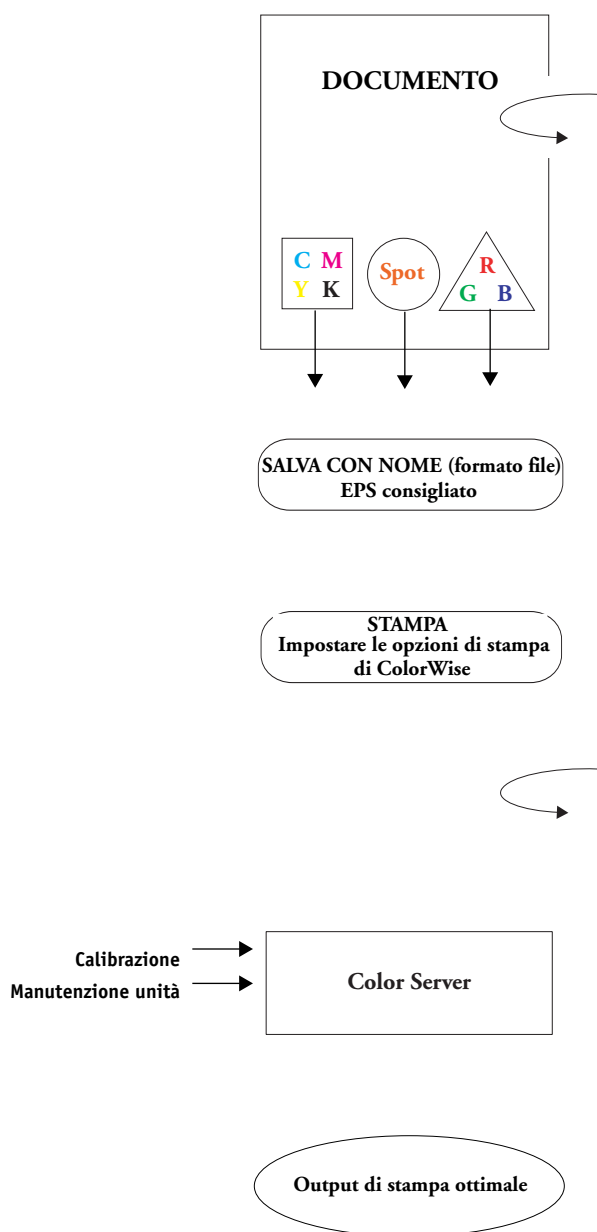 DOCUMENTO
C M
Y K
Spot
R
G B
SALVA CON NOME (formato file)
EPS consigliato
STAMPA
Impostare le opzioni di stampa
di ColorWise
Calibrazione
Manutenzione unità
Color Server
Output di stampa ottimale